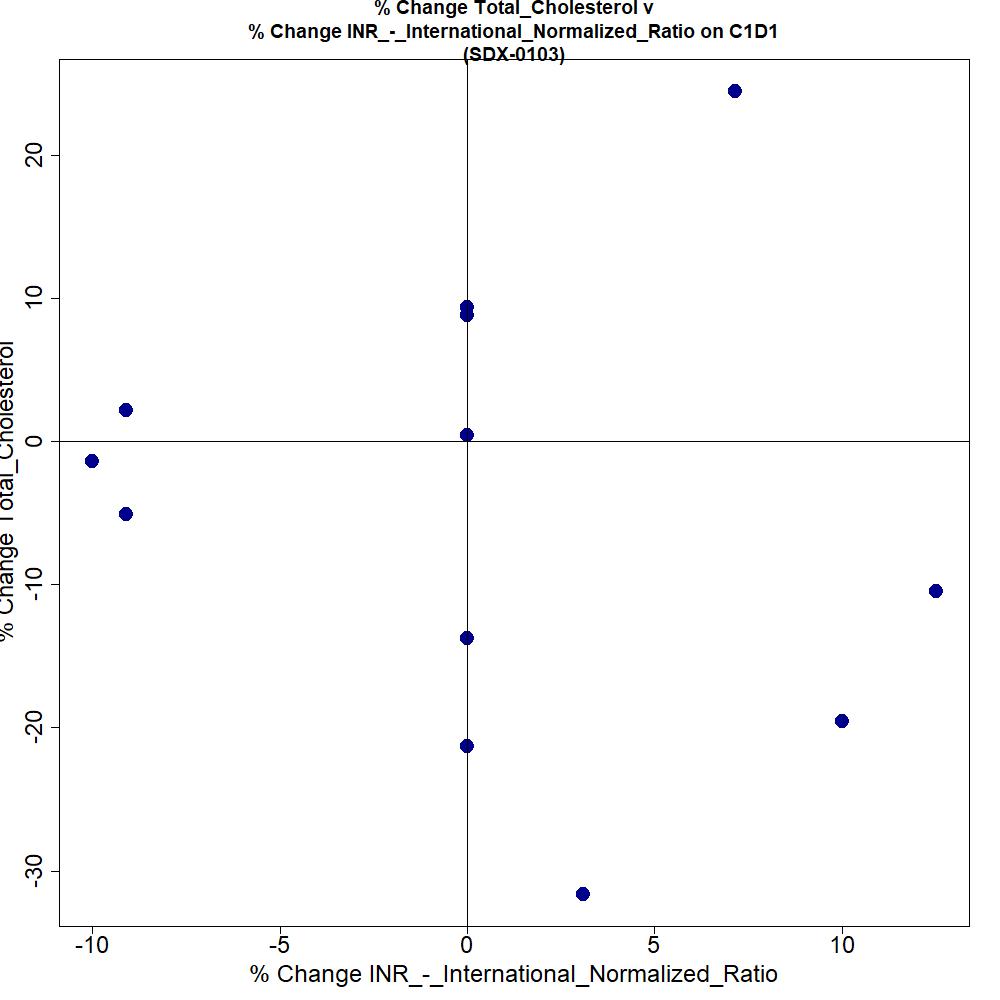 % Change Total_Cholesterol v
% Change INR_-_International_Normalized_Ratio on C1D1
(SDX-0103)
% Change Total_Cholesterol
20
10
0
-10
-20
-30
-10
-5
0
5
10
% Change INR_-_International_Normalized_Ratio